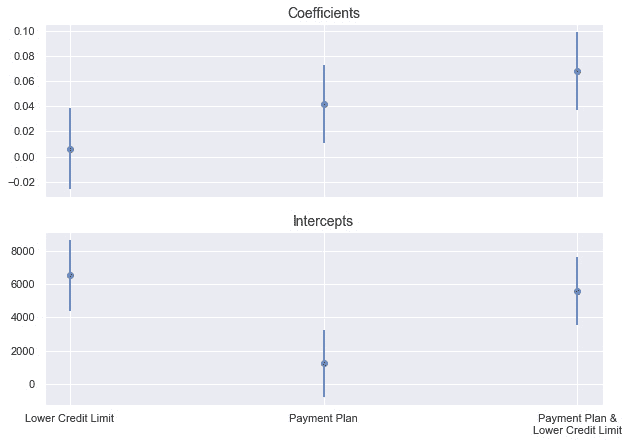 Coefficients
0.10
0.08
0.06
0.04
0.02
0.00
−0.02
Intercepts
8000
6000
4000
2000
0
Lower Credit Limit
Payment Plan
Payment Plan &
Lower Credit Limit